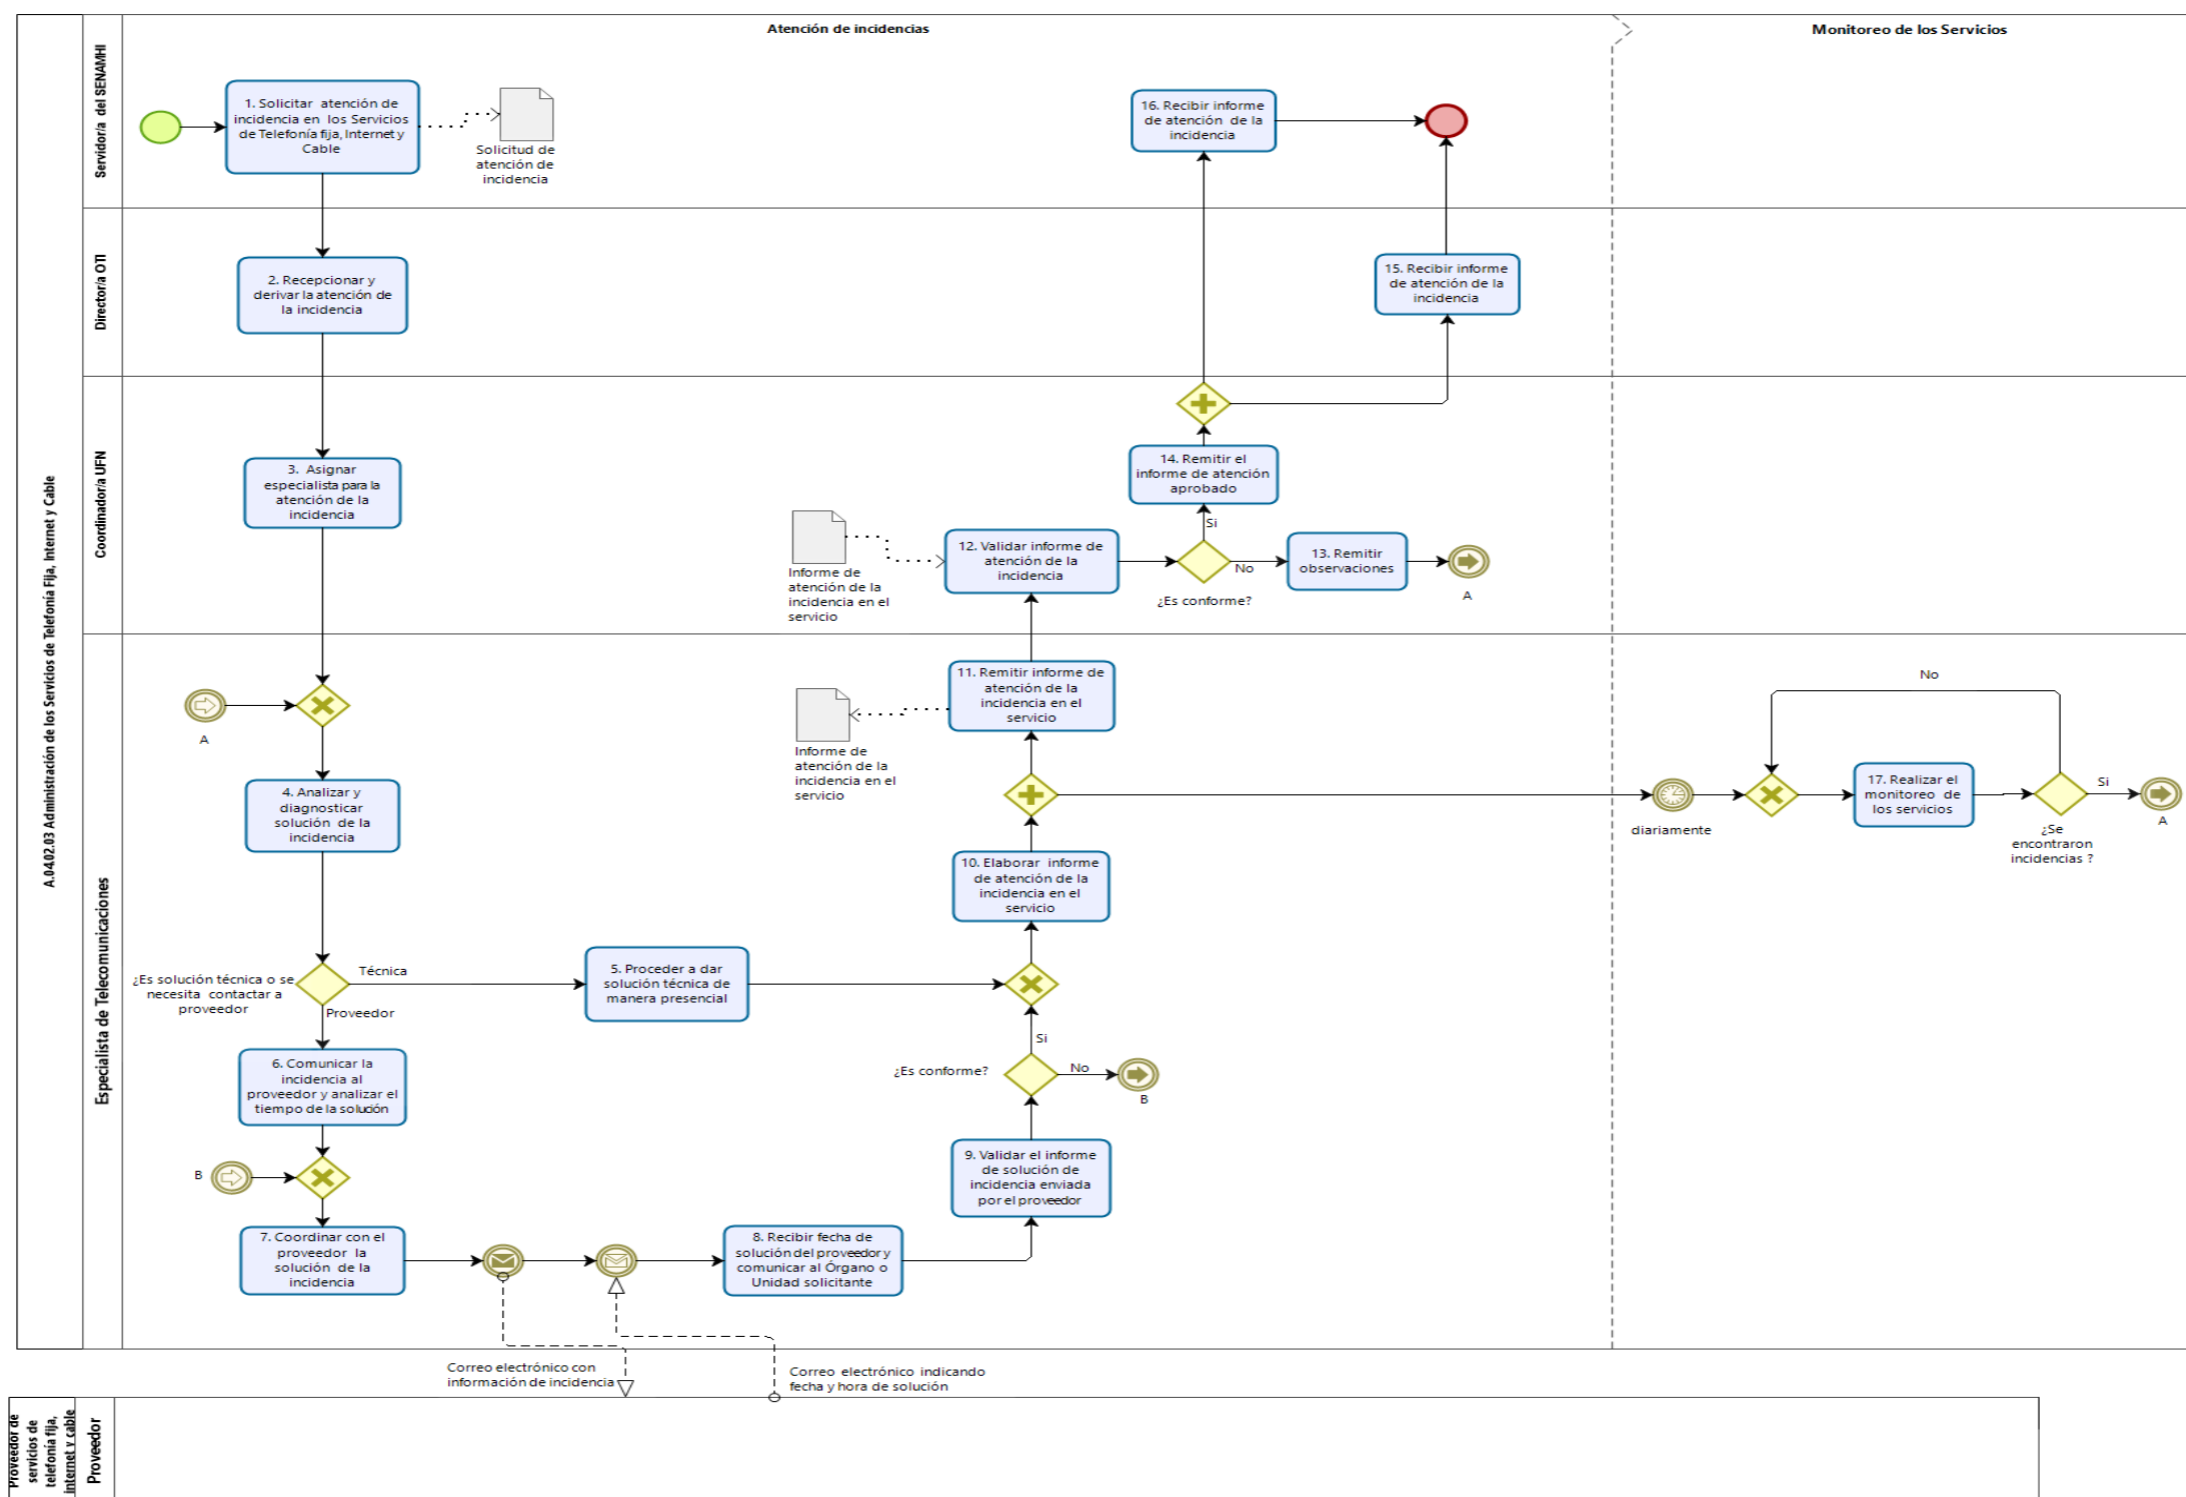 Atención de incidencias
Monitoreo de los Servicios
A.04.02.03 Administración de los Servicios de Telefonía Fija, Internet y Cable
Servidor/a del SENAMHI
1. Solicitar atención de
incidencia en los Servicios
de Telefonía fija, Internet y
Cable
Solicitud de
atención de
incidencia
16. Recibir informe
de atención de la
incidencia
Director/a OTI
2. Recepcionar y
derivar la atención de
la incidencia
15. Recibir informe
de atención de la
incidencia
Coordinador/a UFN
3. Asignar
especialista para la
atención de la
incidencia
Informe de
atención de la
incidencia en el
servicio
12. Validar informe de
atención de la
incidencia
14. Remitir el
informe de atención
aprobado
Si
No
¿Es conforme?
13. Remitir
observaciones
A
Especialista de Telecomunicaciones
A
4. Analizar y
diagnosticar
solución de la
incidencia
¿Es solución técnica o se
necesita contactar a
proveedor
Técnica
Proveedor
5. Proceder a dar
solución técnica de
manera presencial
6. Comunicar la
incidencia al
proveedor y analizar el
tiempo de la solución
B
7. Coordinar con el
proveedor la
solución de la
incidencia
8. Recibir fecha de
solución del proveedor y
comunicar al Órgano o
Unidad solicitante
9. Validar el informe
de solución de
incidencia enviada
por el proveedor
¿Es conforme?
Si
No
B
10. Elaborar informe
de atención de la
incidencia en el
servicio
11. Remitir informe de
atención de la
incidencia en el
servicio
Informe de
atención de la
incidencia en el
servicio
diariamente
17. Realizar el
monitoreo de
los servicios
No
Si
¿Se
encontraron
incidencias ?
A
Correo electrónico con
información de incidencia
Correo electrónico indicando
fecha y hora de solución
Proveedor de
servicios de
telefonía fija,
internet y cable
Proveedor